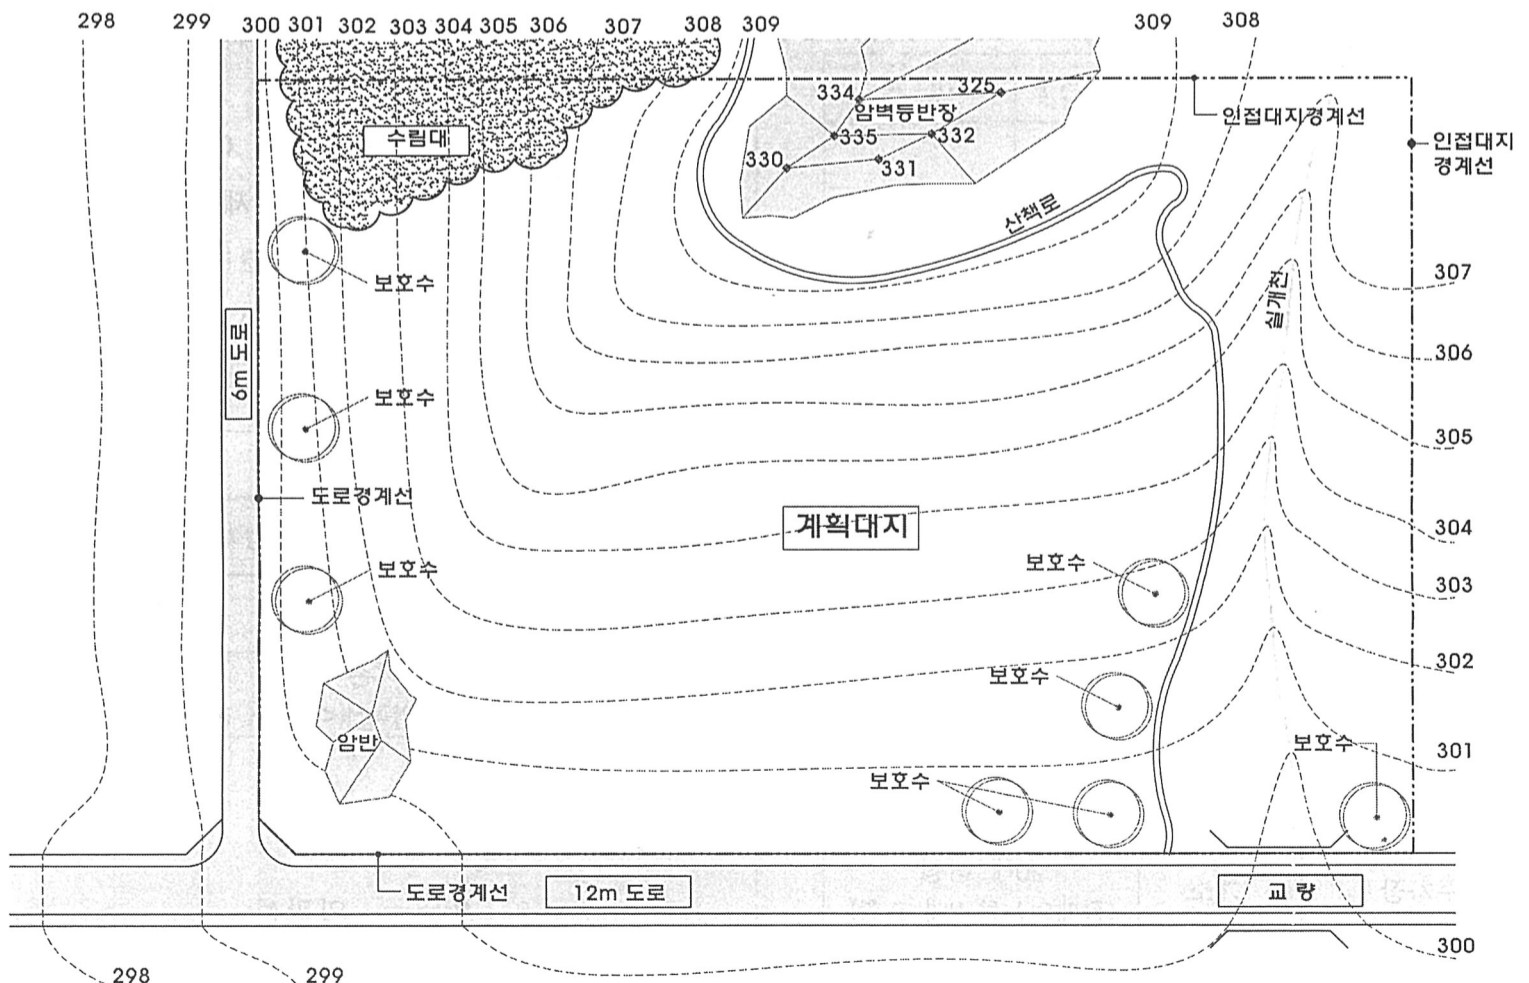 298
299
300
301
302
303
304
305
306
307
308
309
309
308
334
325
암벽등반장
335
332
330
331
인접대지경계선
인접대지
경계선
수림대
산책로
보호수
실개천
307
6m 도로
306
보호수
305
도로경계선
계획대지
304
보호수
보호수
303
302
보호수
암반
보호수
301
보호수
도로경계선
12m 도로
교량
300
298
299